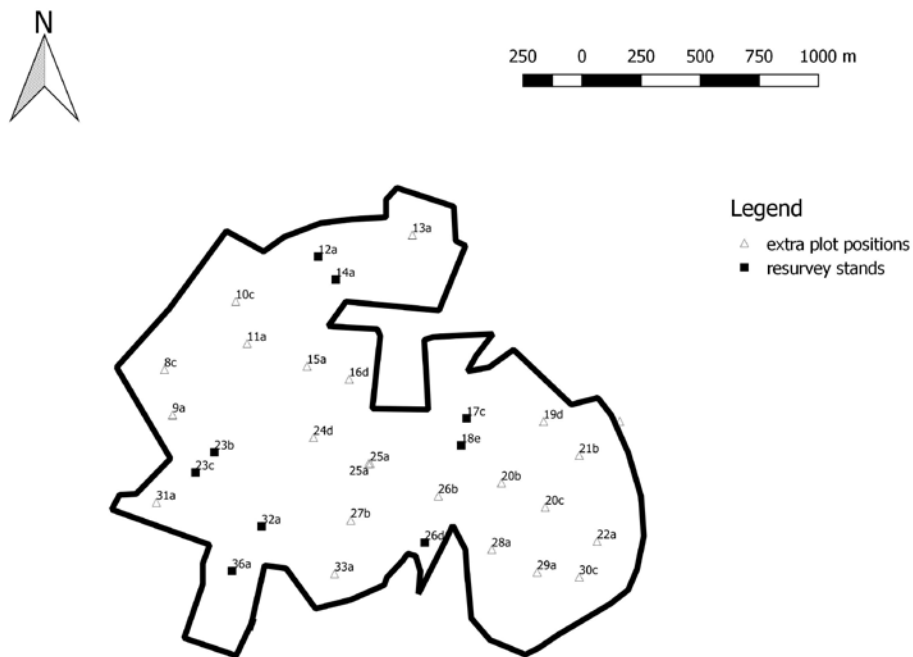 N
250 0 250 500 750 1000 m
Legend
extra plot positions
resurvey stands
13a
12a
14a
10c
11a
15a
16d
8c
9a
17c
19d
18e
24d
23b
25a
25a
23c
21b
20b
26b
20c
31a
27b
32a
26d
22a
28a
36a
33a
29a
30c